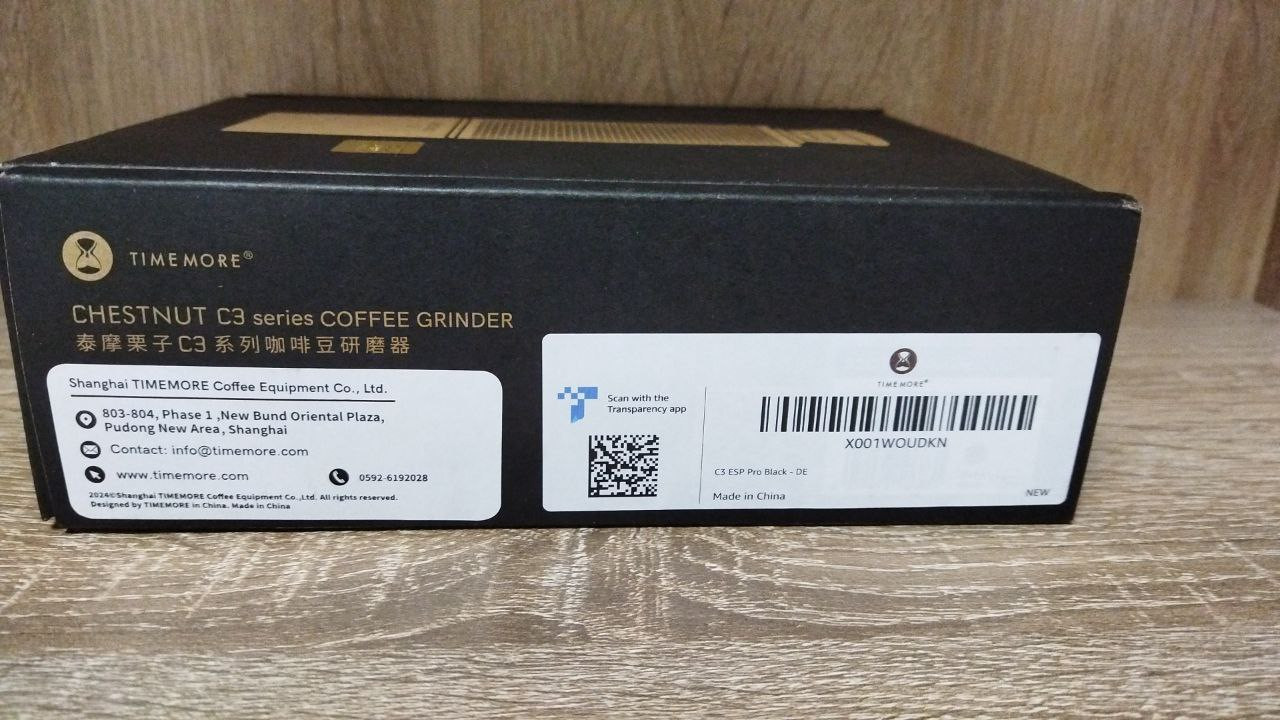 TIMEMORE®
CHESTNUT C3 series COFFEE GRINDER
泰摩栗子C3系列咖啡豆研磨器
Shanghai TIMEMORE Coffee Equipment Co., Ltd.
803-804, Phase 1 ,New Bund Oriental Plaza,
Pudong New Area, Shanghai
Contact: info@timemore.com
www.timemore.com
0592-6192028
2024©Shanghai TIMEMORE Coffee Equipment Co.,Ltd. All rights reserved.
Designed by TIMEMORE in China. Made in China
Scan with the
Transparency app
TIMEMORE®
X001WOUDKN
C3 ESP Pro Black - DE
Made in China
NEW